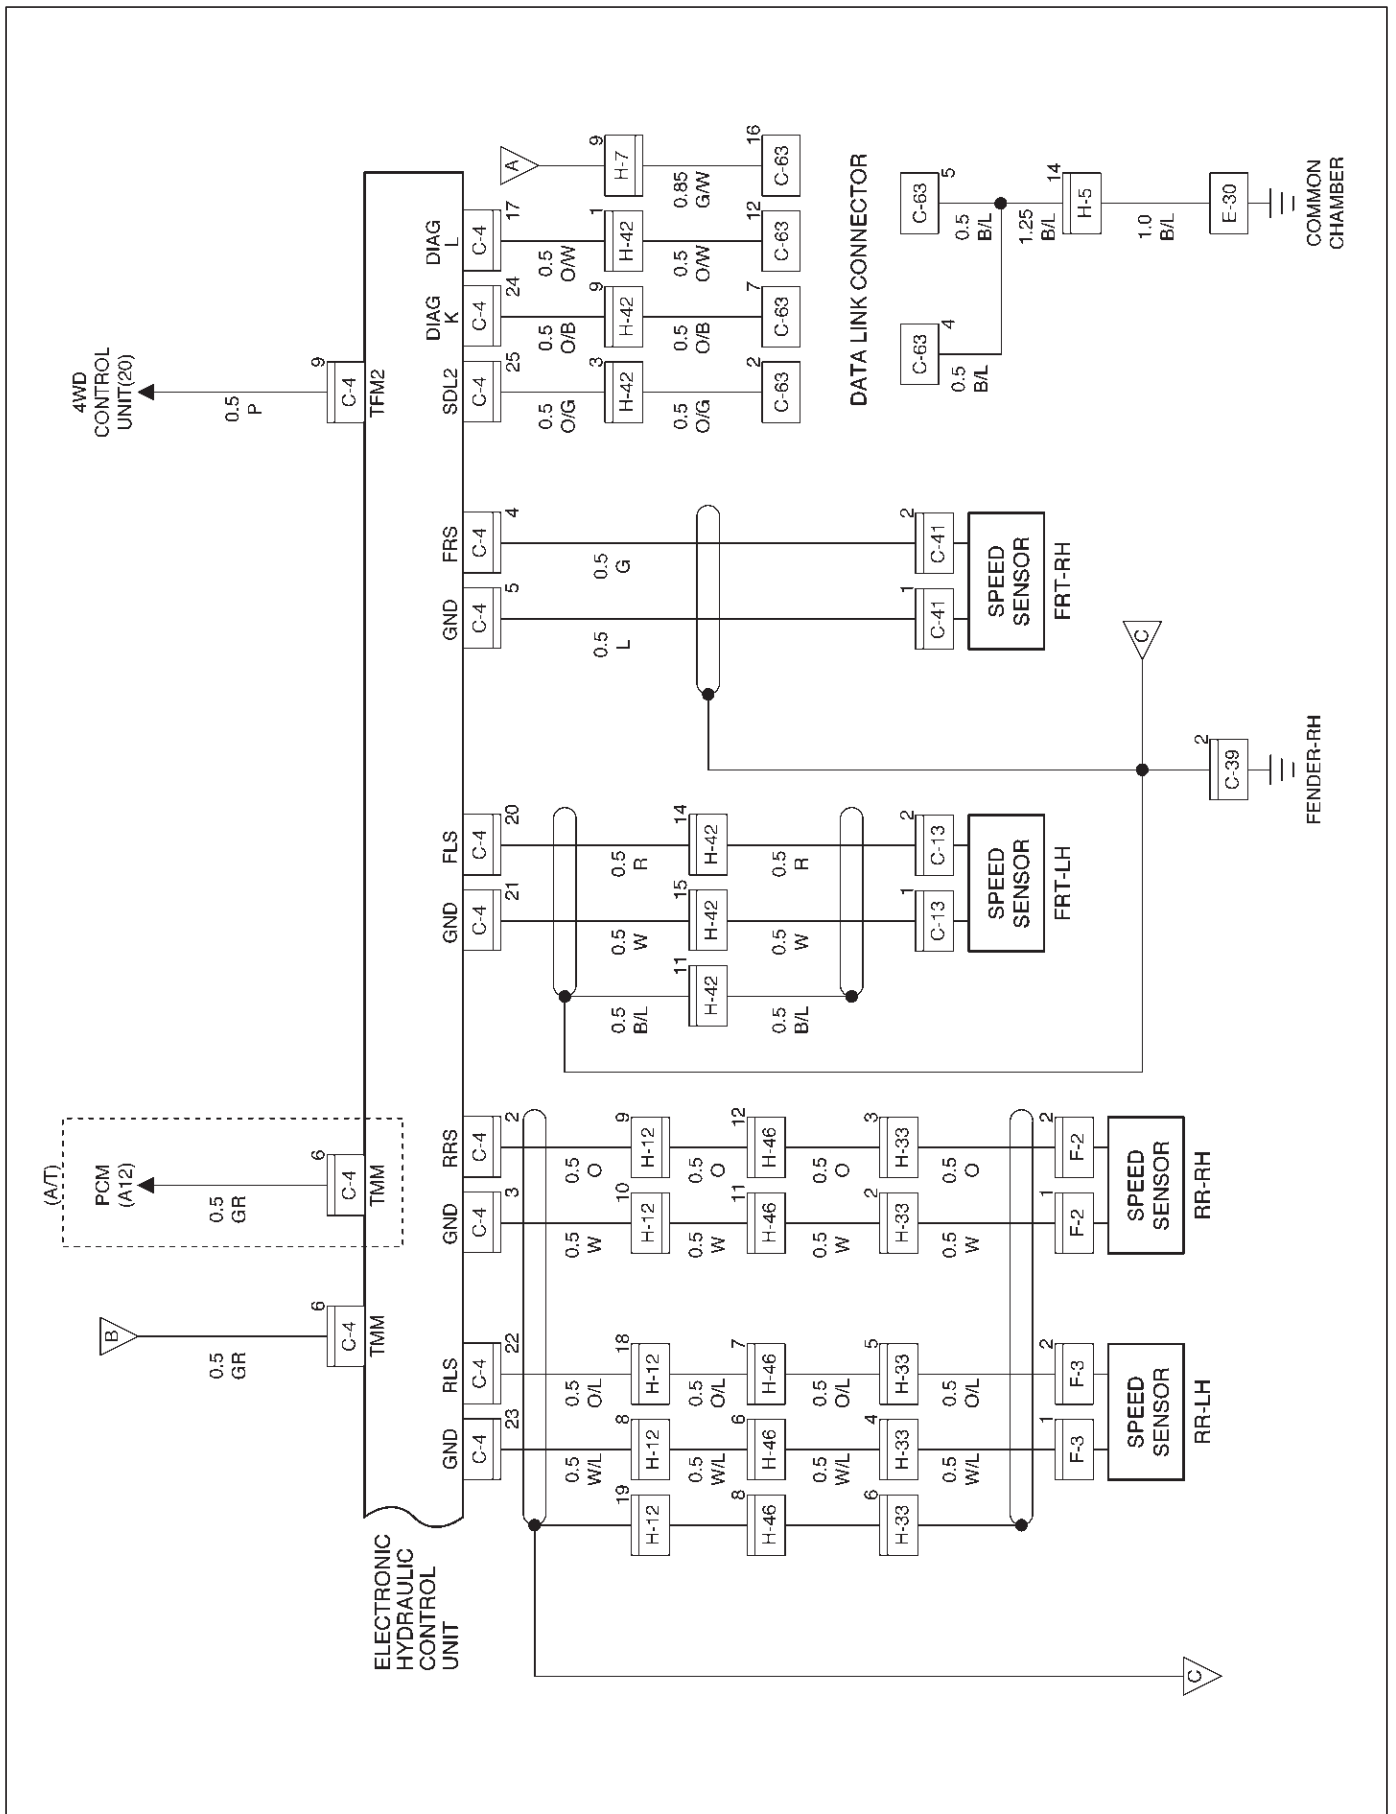 (A/T)
B
PCM
(A12)
4WD
CONTROL
UNIT(20)
0.5
GR
0.5
GR
0.5
P
6
C-4
TMM
6
C-4
TMM
9
C-4
TFM2
ELECTRONIC
HYDRAULIC
CONTROL
UNIT
GND
C-4
23
RLS
C-4
22
GND
C-4
3
RRS
C-4
2
GND
C-4
21
FLS
C-4
20
GND
C-4
5
FRS
C-4
4
SDL2
C-4
25
DIAG
K
C-4
24
DIAG
L
C-4
17
A
19
H-12
8
H-46
6
H-33
0.5
W/L
8
H-12
0.5
W/L
6
H-46
0.5
W/L
4
H-33
0.5
W/L
1
F-3
0.5
O/L
18
H-12
0.5
O/L
7
H-46
0.5
O/L
5
H-33
0.5
O/L
2
F-3
SPEED
SENSOR
RR-LH
0.5
W
10
H-12
0.5
W
11
H-46
0.5
W
2
H-33
0.5
W
1
F-2
0.5
O
9
H-12
0.5
O
12
H-46
0.5
O
3
H-33
0.5
O
2
F-2
SPEED
SENSOR
RR-RH
C
0.5
B/L
11
H-42
0.5
B/L
0.5
W
15
H-42
0.5
W
1
C-13
0.5
R
14
H-42
0.5
R
2
C-13
SPEED
SENSOR
FRT-LH
0.5
L
1
C-41
0.5
G
2
C-41
SPEED
SENSOR
FRT-RH
C
2
C-39
FENDER-RH
0.5
O/G
3
H-42
0.5
O/G
2
C-63
0.5
O/B
9
H-42
0.5
O/B
7
C-63
0.5
O/W
1
H-42
0.5
O/W
12
C-63
9
H-7
0.85
G/W
16
C-63
DATA LINK CONNECTOR
C-63
4
0.5
B/L
C-63
5
0.5
B/L
1.25
B/L
14
H-5
1.0
B/L
E-30
COMMON
CHAMBER